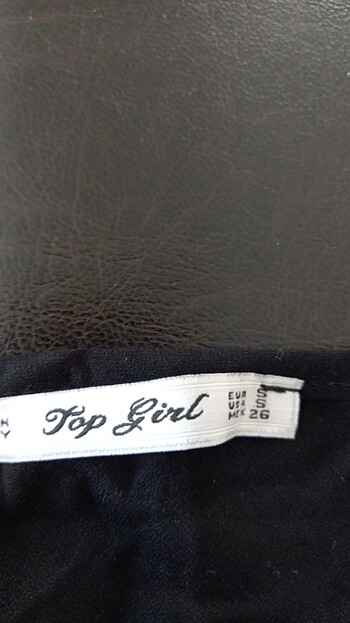 Top Girl
EUR S
USA S
MEX 26